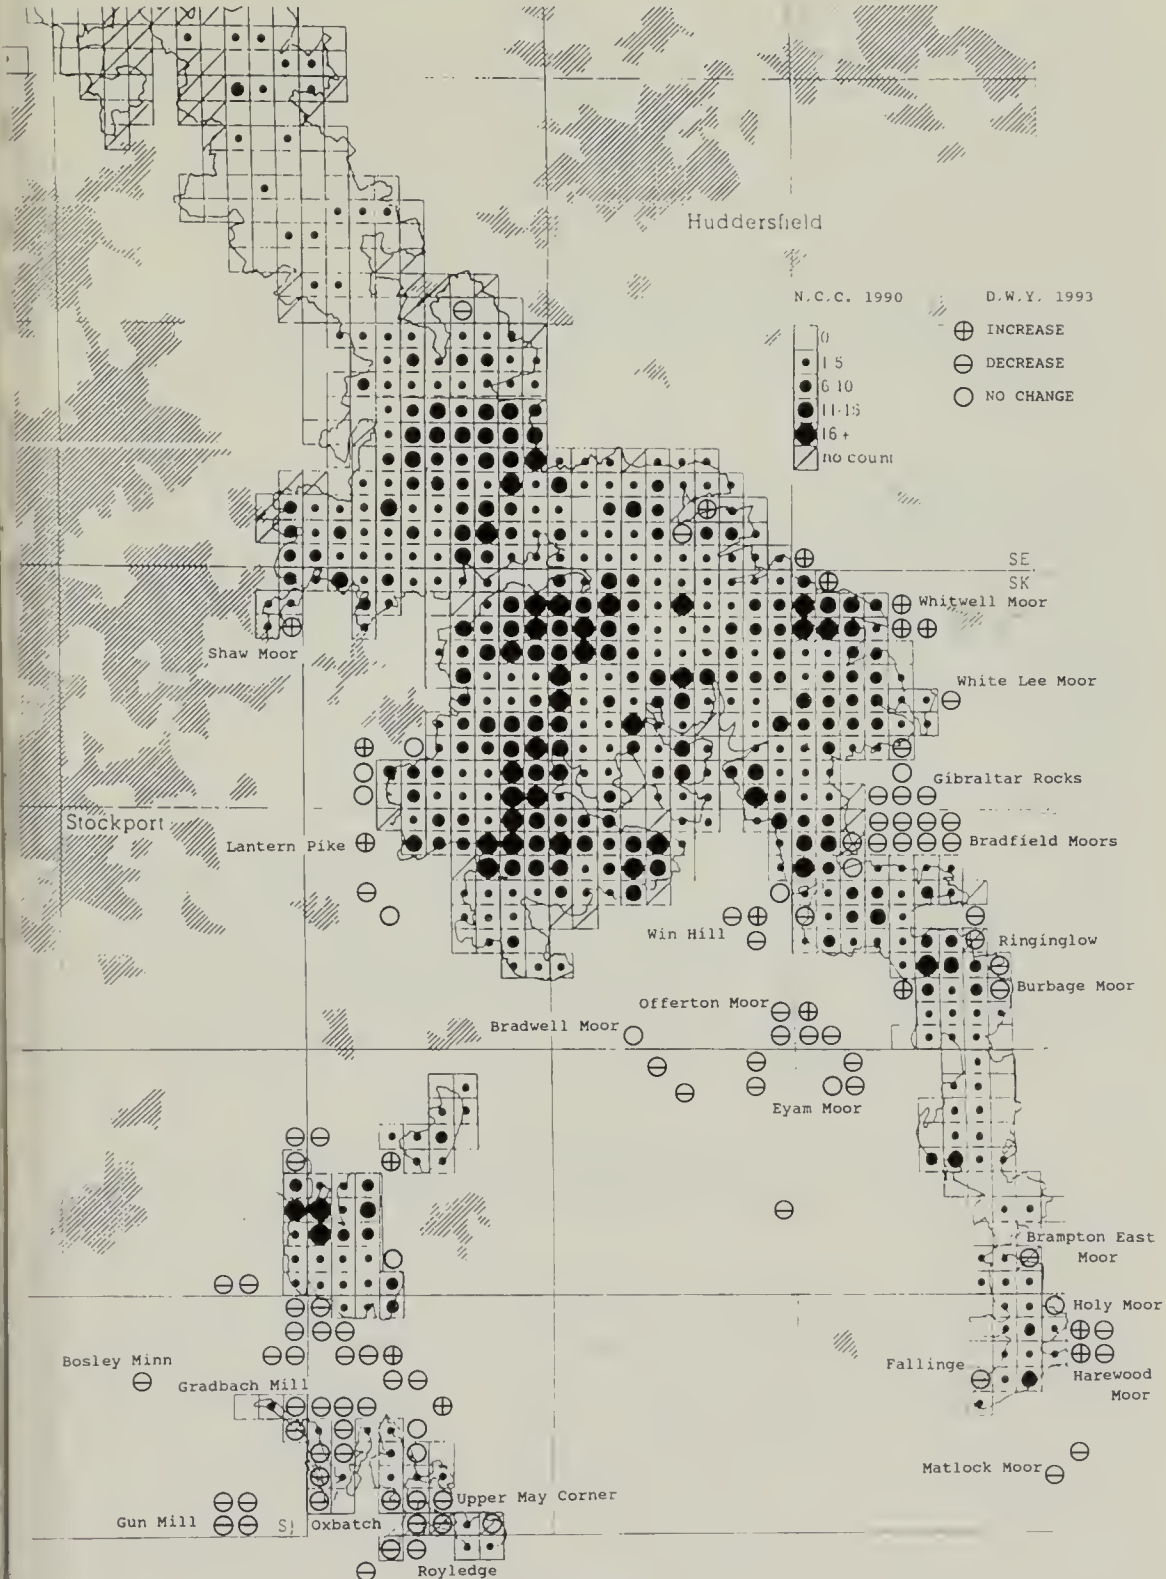 Huddersfield
N.C.C. 1990
D.W.Y. 1993
0
INCREASE
1-5
DECREASE
6-10
NO CHANGE
11-15
16+
no count
SE
SK
Whitwell Moor
Shaw Moor
White Lee Moor
Gibraltar Rocks
Stockport
Lantern Pike
Bradfield Moors
Win Hill
Ringinglow
Burbage Moor
Offerton Moor
Bradwell Moor
Eyam Moor
Brampton East
Moor
Holy Moor
Bosley Minn
Fallinge
Harewood
Moor
Gradbach Mill
Matlock Moor
Upper May Corner
Gun Mill
Oxbatch
Royledge